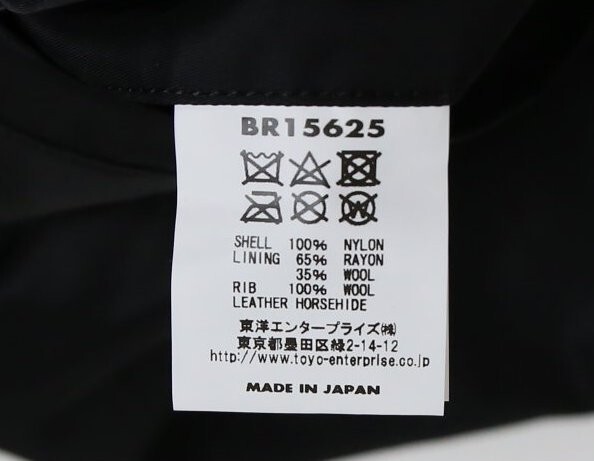 BR15625
SHELL 100% NYLON
LINING 65% RAYON
35% WOOL
RIB 100% WOOL
LEATHER HORSEHIDE
東洋エンタープライズ㈱
東京都墨田区緑2-14-12
http://www.toyo-enterprise.co.jp
MADE IN JAPAN